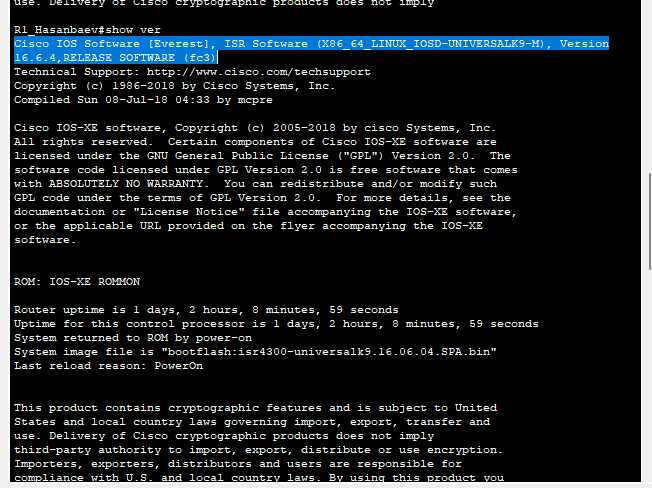 use. Delivery of Cisco cryptographic products does not imply
R1_Hasanbaev#show ver
Cisco IOS Software [Everest], ISR Software (X86_64_LINUX_IOSD-UNIVERSALK9-M), Version
16.6.4,RELEASE SOFTWARE (fc3)
Technical Support: http://www.cisco.com/techsupport
Copyright (c) 1986-2018 by Cisco Systems, Inc.
Compiled Sun 08-Jul-18 04:33 by mcpre
Cisco IOS-XE software, Copyright (c) 2005-2018 by cisco Systems, Inc.
All rights reserved.  Certain components of Cisco IOS-XE software are
licensed under the GNU General Public License ("GPL") Version 2.0.  The
software code licensed under GPL Version 2.0 is free software that comes
with ABSOLUTELY NO WARRANTY.  You can redistribute and/or modify such
GPL code under the terms of GPL Version 2.0.  For more details, see the
documentation or "License Notice" file accompanying the IOS-XE software,
or the applicable URL provided on the flyer accompanying the IOS-XE
software.
ROM: IOS-XE ROMMON
Router uptime is 1 days, 2 hours, 8 minutes, 59 seconds
Uptime for this control processor is 1 days, 2 hours, 8 minutes, 59 seconds
System returned to ROM by power-on
System image file is "bootflash:isr4300-universalk9.16.06.04.SPA.bin"
Last reload reason: PowerOn
This product contains cryptographic features and is subject to United
States and local country laws governing import, export, transfer and
use. Delivery of Cisco cryptographic products does not imply
third-party authority to import, export, distribute or use encryption.
Importers, exporters, distributors and users are responsible for
compliance with U.S. and local country laws. By using this product you